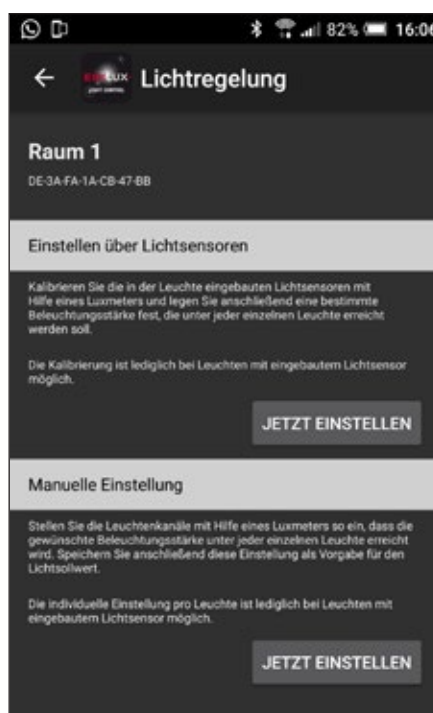 82% 16:06
Lichtregelung
Raum 1
DE-3A-FA-1A-CB-47-BB
Einstellen über Lichtsensoren
Kalibrieren Sie die in der Leuchte eingebauten Lichtsensoren mit
Hilfe eines Luxmeters und legen Sie anschließend eine bestimmte
Beleuchtungsstärke fest, die unter jeder einzelnen Leuchte erreicht
werden soll.
Die Kalibrierung ist lediglich bei Leuchten mit eingebautem Lichtsensor
möglich.
JETZT EINSTELLEN
Manuelle Einstellung
Stellen Sie die Leuchtenkanäle mit Hilfe eines Luxmeters so ein, dass die
gewünschte Beleuchtungsstärke unter jeder einzelnen Leuchte erreicht
wird. Speichern Sie anschließend diese Einstellung als Vorgabe für den
Lichtsollwert.
Die individuelle Einstellung pro Leuchte ist lediglich bei Leuchten mit
eingebautem Lichtsensor möglich.
JETZT EINSTELLEN